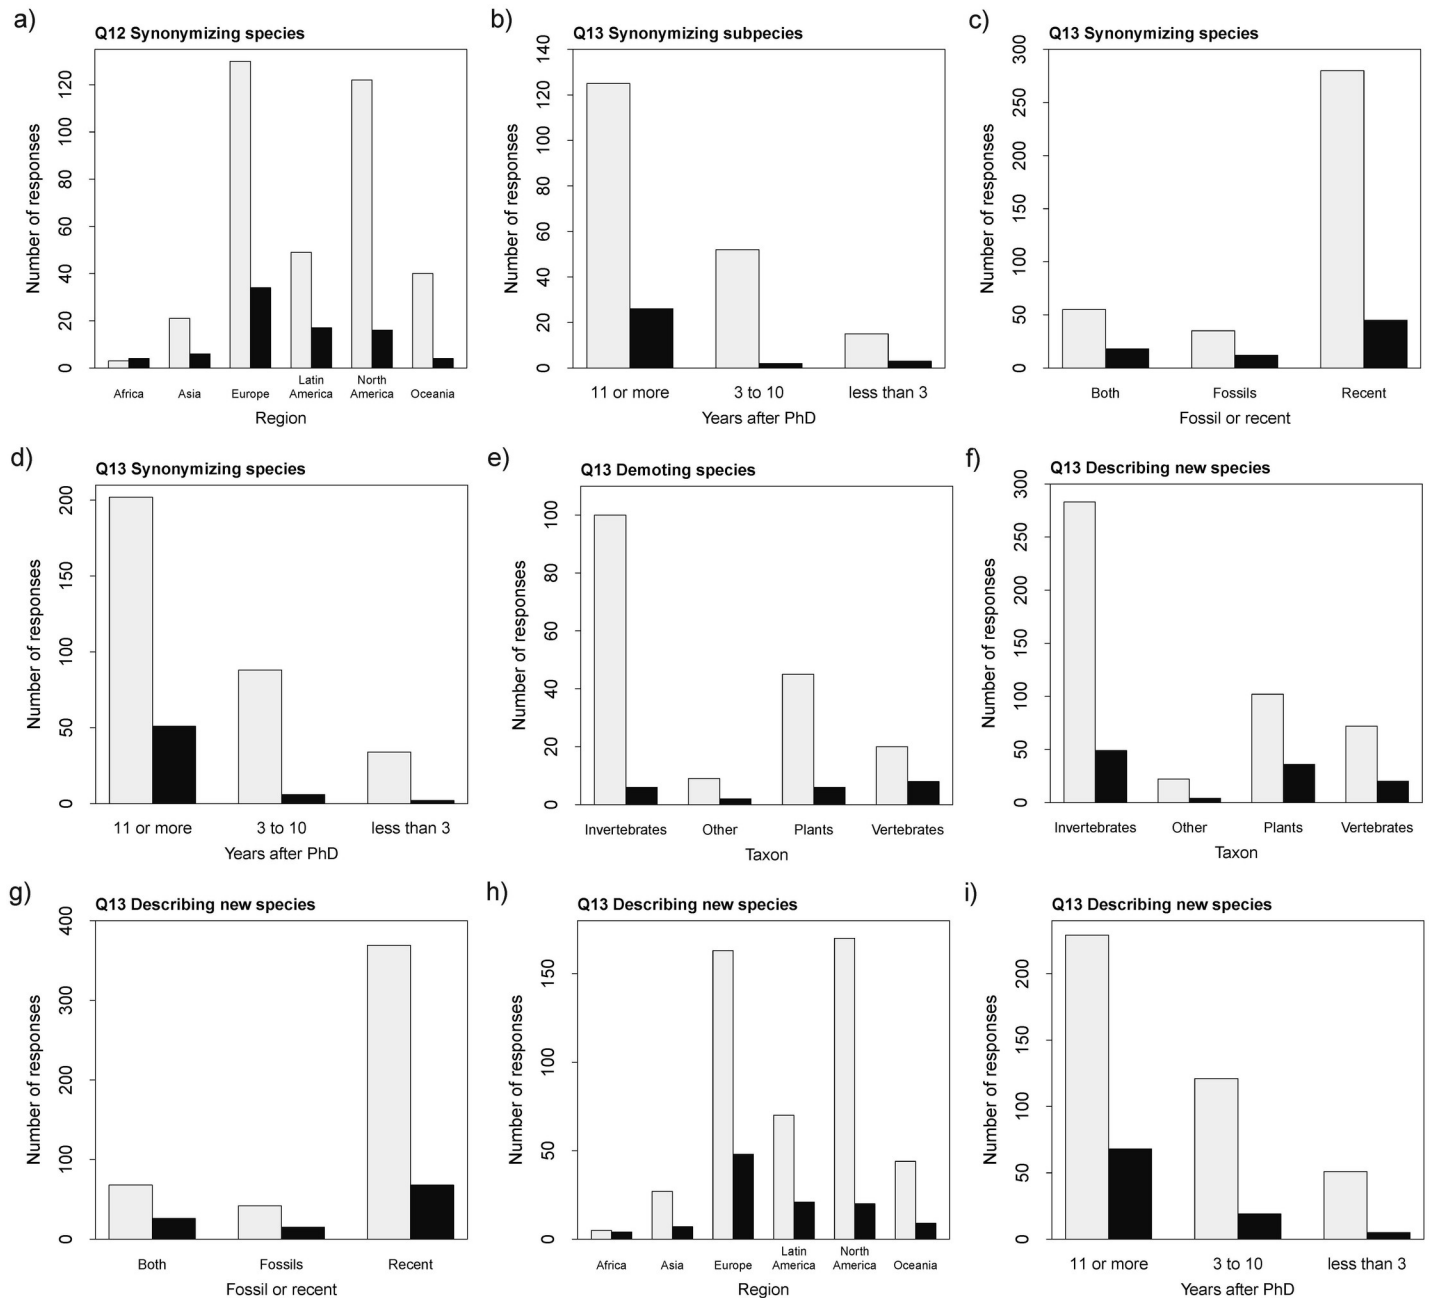 a)
Q12 Synonymizing species
Number of responses
0
20
40
60
80
100
120
Africa
Asia
Europe
Latin
America
North
America
Oceania
Region
b)
Q13 Synonymizing subpecies
Number of responses
0
20
40
60
80
100
120
140
11 or more
3 to 10
less than 3
Years after PhD
c)
Q13 Synonymizing species
Number of responses
0
50
100
150
200
250
300
Both
Fossils
Recent
Fossil or recent
d)
Q13 Synonymizing species
Number of responses
0
50
100
150
200
11 or more
3 to 10
less than 3
Years after PhD
e)
Q13 Demoting species
Number of responses
0
20
40
60
80
100
Invertebrates
Other
Plants
Vertebrates
Taxon
f)
Q13 Describing new species
Number of responses
0
50
100
150
200
250
300
Invertebrates
Other
Plants
Vertebrates
Taxon
g)
Q13 Describing new species
Number of responses
0
100
200
300
400
Both
Fossils
Recent
Fossil or recent
h)
Q13 Describing new species
Number of responses
0
50
100
150
Africa
Asia
Europe
Latin
America
North
America
Oceania
Region
i)
Q13 Describing new species
Number of responses
0
50
100
150
200
11 or more
3 to 10
less than 3
Years after PhD